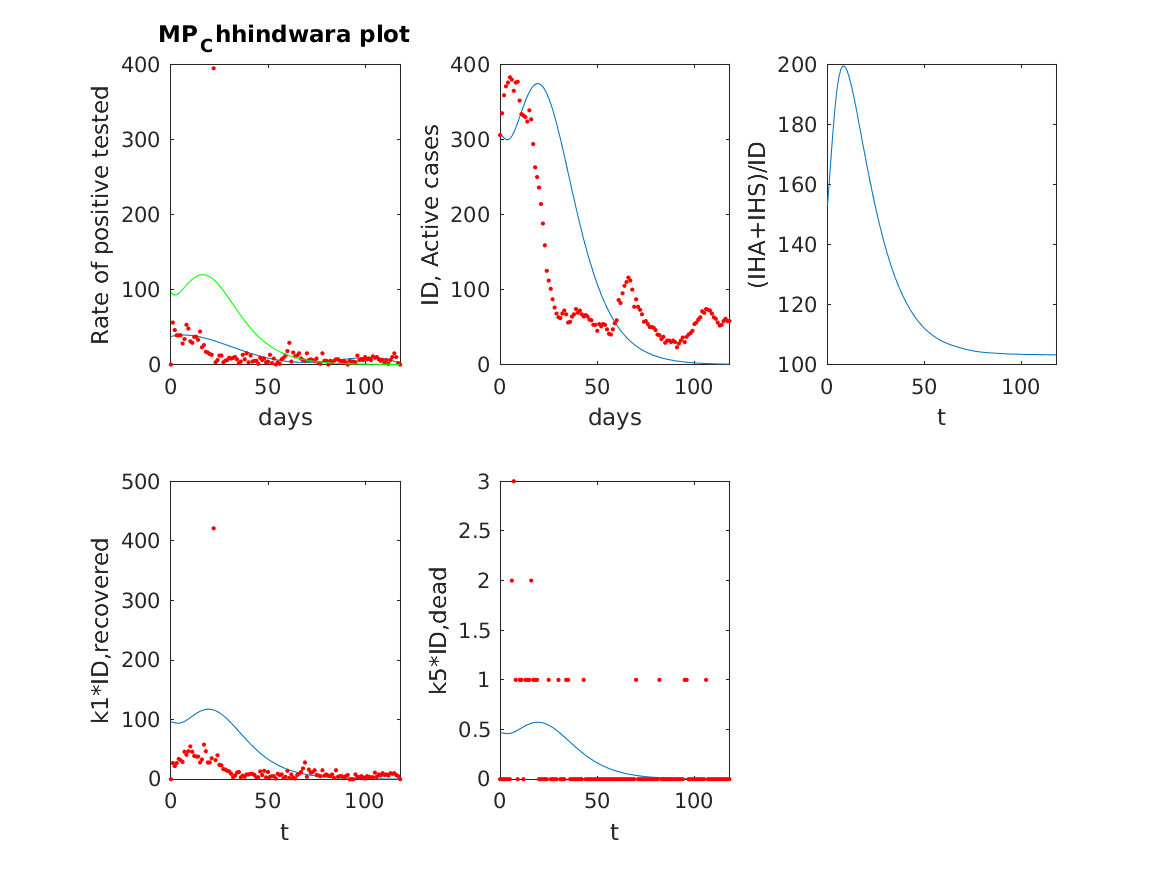 MP_Chhindwara plot
400
300
200
100
0
Rate of positive tested
0 50 100
days
400
300
200
100
0
ID, Active cases
0 50 100
days
200
180
160
140
120
100
(IHA+IHS)/ID
0 50 100
t
500
400
300
200
100
0
k1*ID,recovered
0 50 100
t
3
2.5
2
1.5
1
0.5
0
k5*ID,dead
0 50 100
t